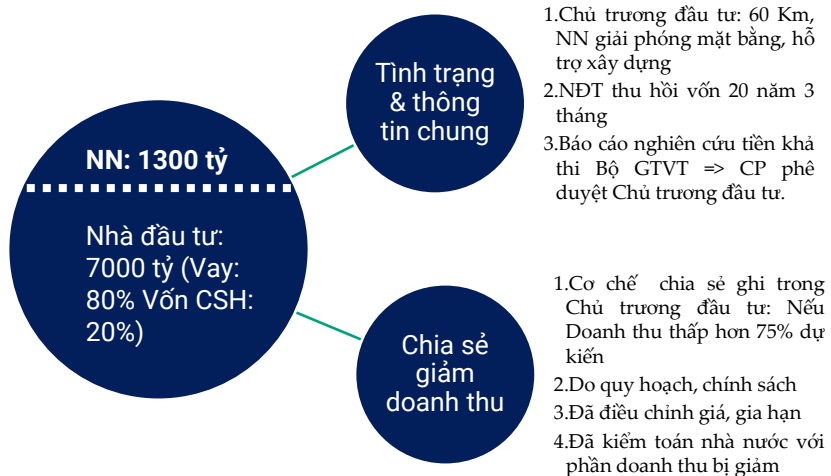 NN: 1300 tỷ
Nhà đầu tư:
7000 tỷ (Vay:
80% Vốn CSH:
20%)
Tình trạng
& thông
tin chung
1.Chủ trương đầu tư: 60 Km,
NN giải phóng mặt bằng, hỗ
trợ xây dựng
2.NĐT thu hồi vốn 20 năm 3
tháng
3.Báo cáo nghiên cứu tiền khả
thi Bộ GTVT => CP phê
duyệt Chủ trương đầu tư.
Chia sẻ
giảm
doanh thu
1.Cơ chế chia sẻ ghi trong
Chủ trương đầu tư: Nếu
Doanh thu thấp hơn 75% dự
kiến
2.Do quy hoạch, chính sách
3.Đã điều chỉnh giá, gia hạn
4.Đã kiểm toán nhà nước với
phần doanh thu bị giảm